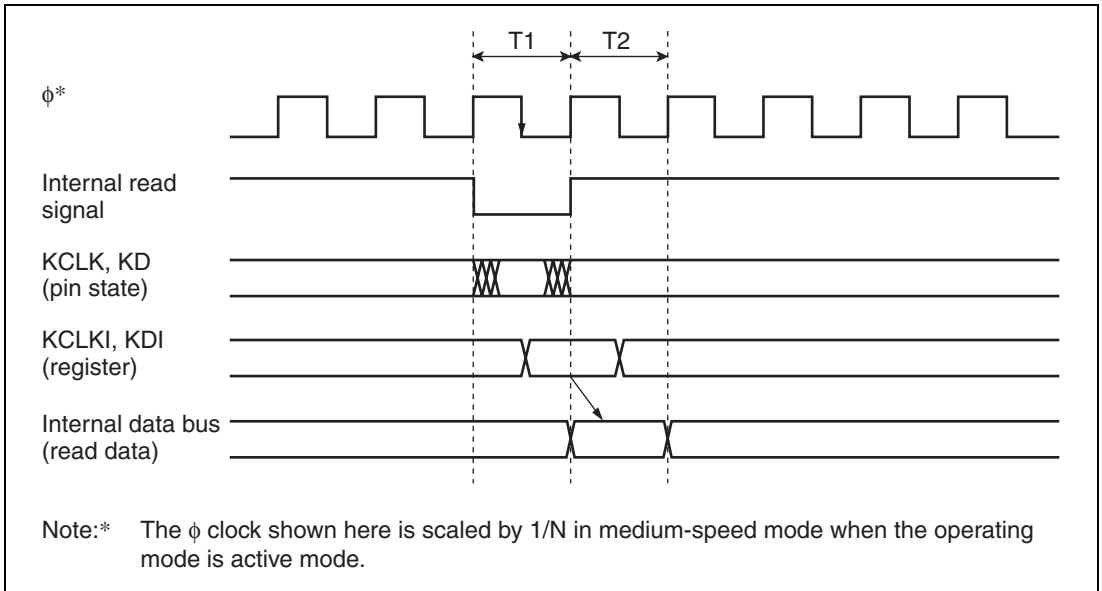 T1 T2
ϕ*
Internal read
signal
KCLK, KD
(pin state)
KCLKI, KDI
(register)
Internal data bus
(read data)
Note:* The ϕ clock shown here is scaled by 1/N in medium-speed mode when the operating
mode is active mode.